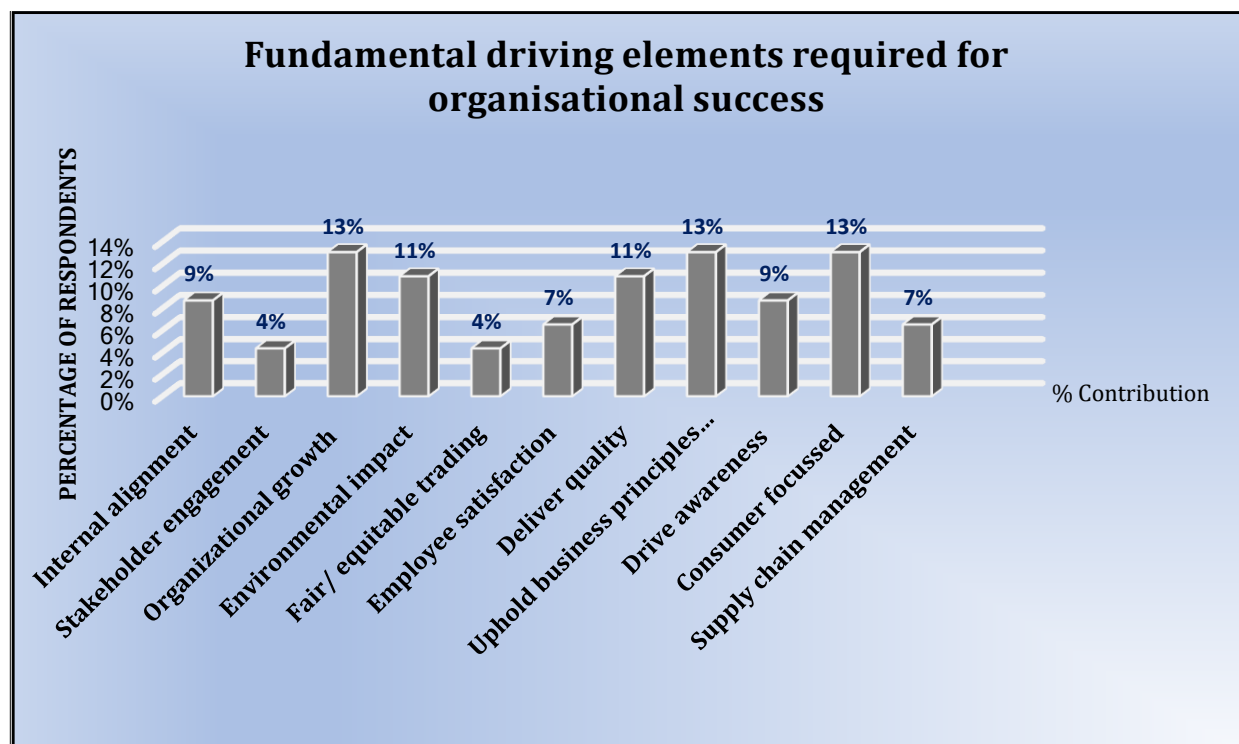 Fundamental driving elements required for
organisational success
PERCENTAGE OF RESPONDENTS
14%
12%
10%
8%
6%
4%
2%
0%
9%
4%
13%
11%
4%
7%
11%
13%
9%
13%
7%
% Contribution
Internal alignment
Stakeholder engagement
Organizational growth
Environmental impact
Fair/ equitable trading
Employee satisfaction
Deliver quality
Uphold business principles…
Drive awareness
Consumer focussed
Supply chain management